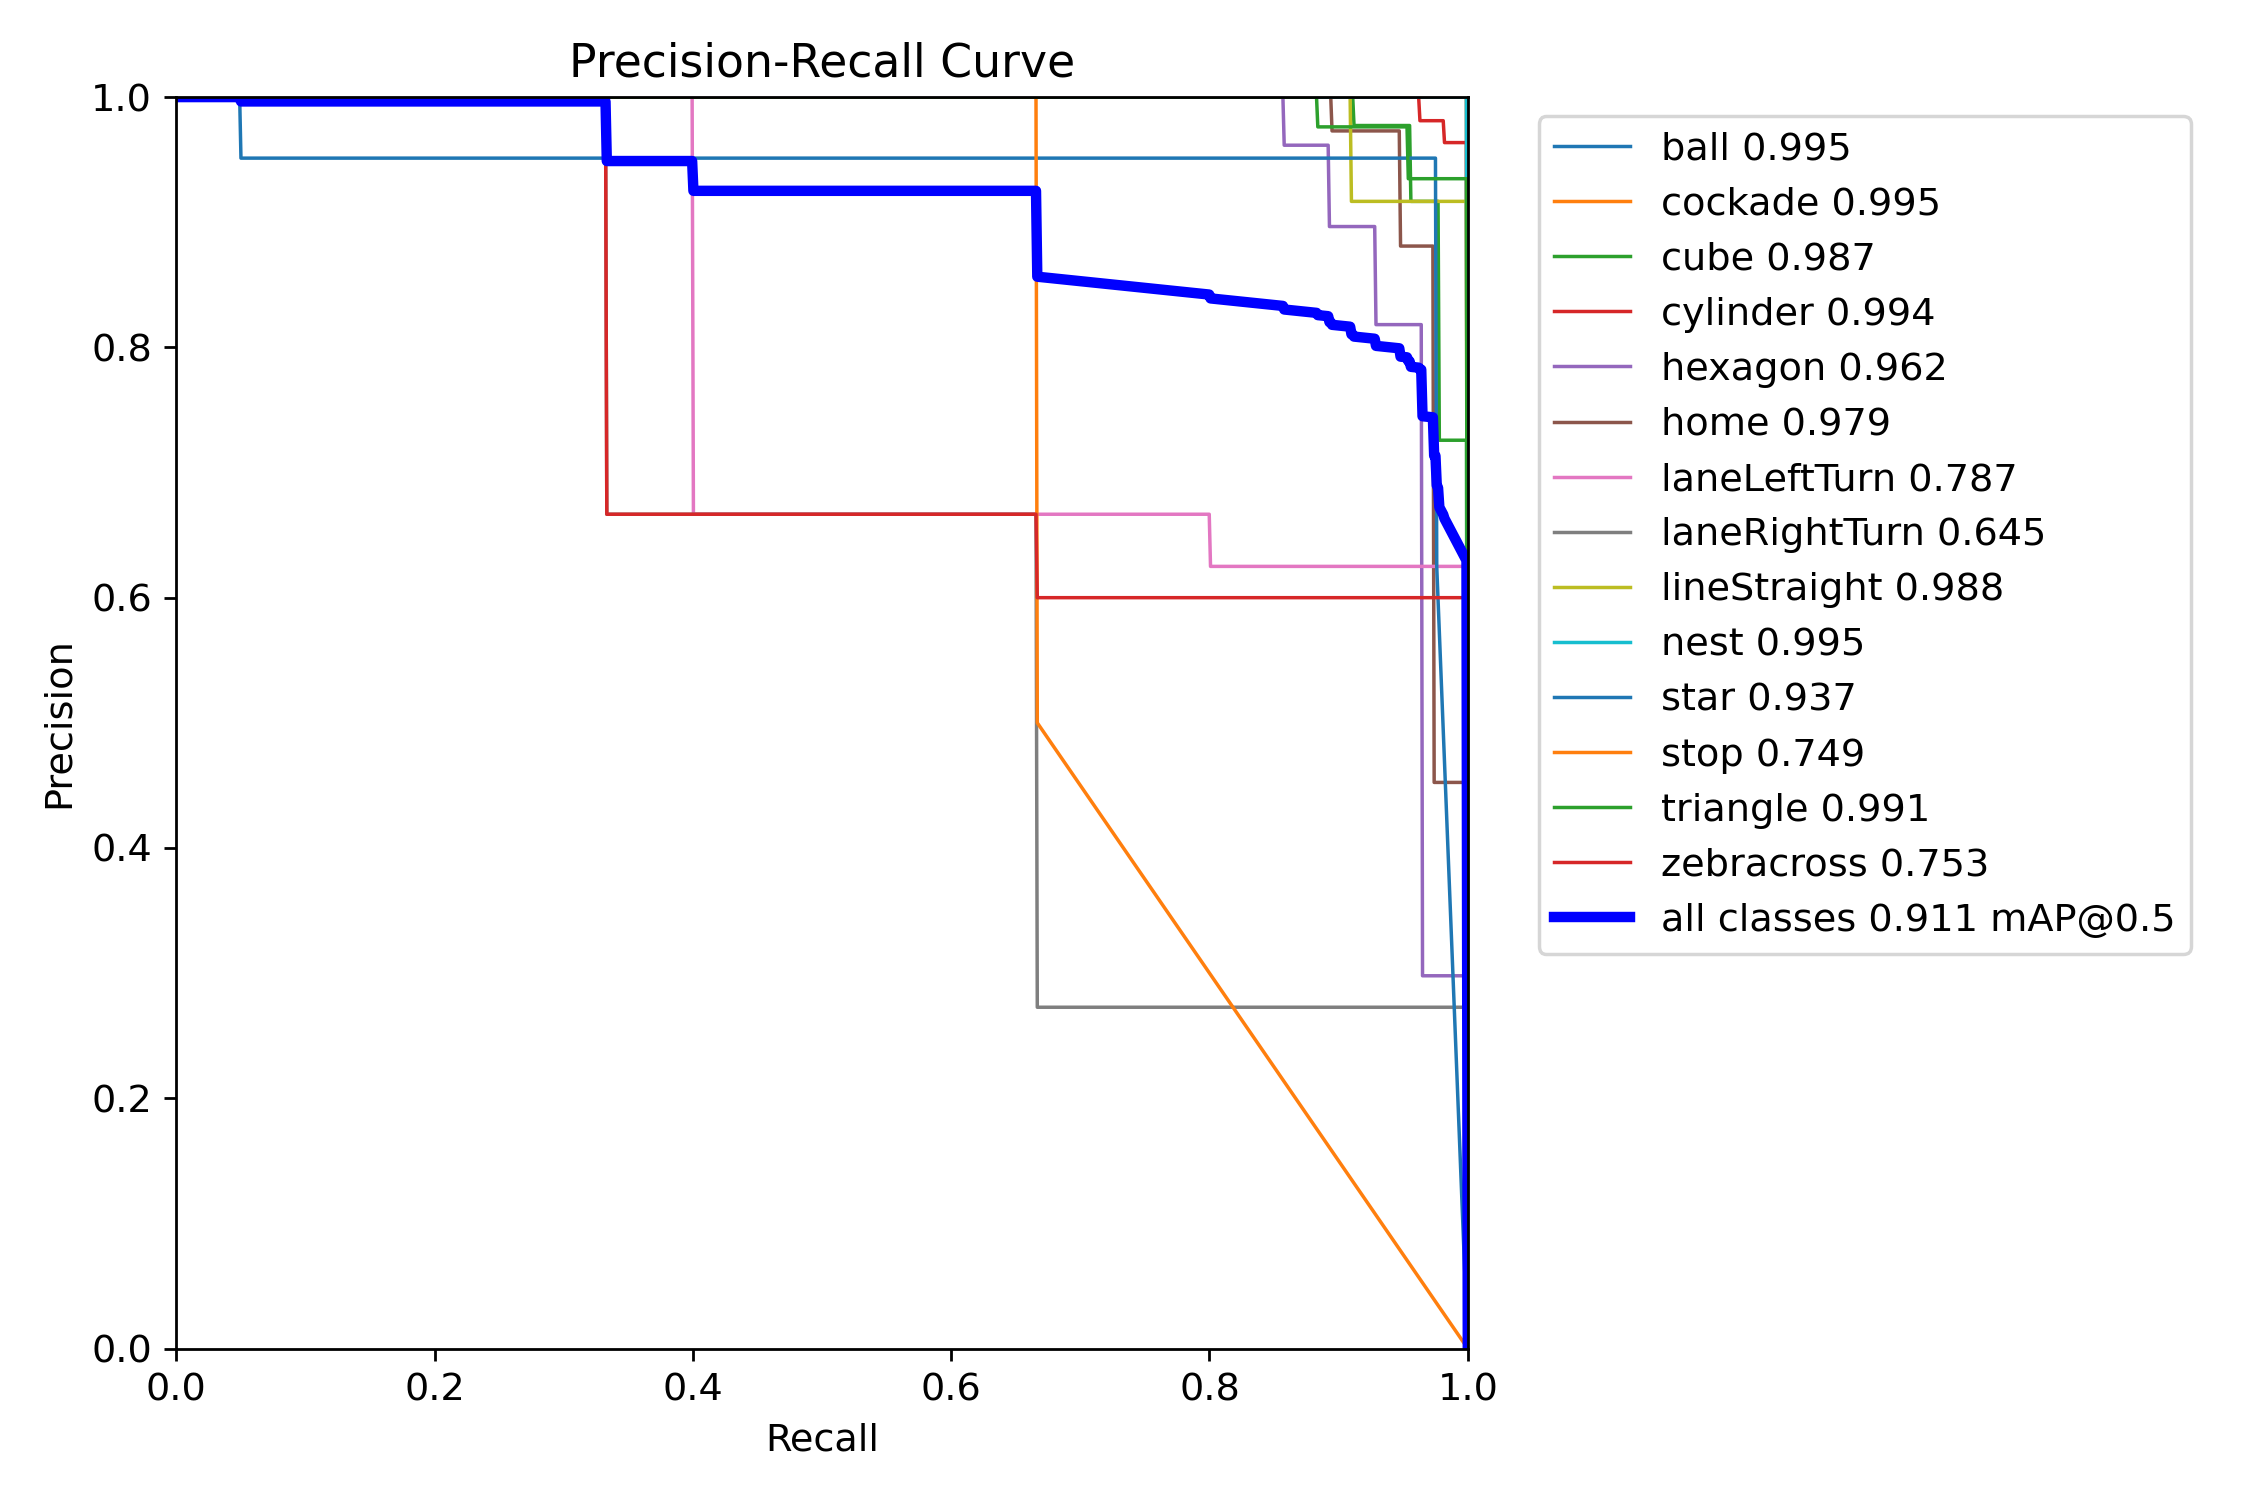 Precision-Recall Curve
1.0
0.8
0.6
0.4
0.2
0.0
Precision
0.0 0.2 0.4 0.6 0.8 1.0
Recall
ball 0.995
cockade 0.995
cube 0.987
cylinder 0.994
hexagon 0.962
home 0.979
laneLeftTurn 0.787
laneRightTurn 0.645
lineStraight 0.988
nest 0.995
star 0.937
stop 0.749
triangle 0.991
zebracross 0.753
all classes 0.911 mAP@0.5